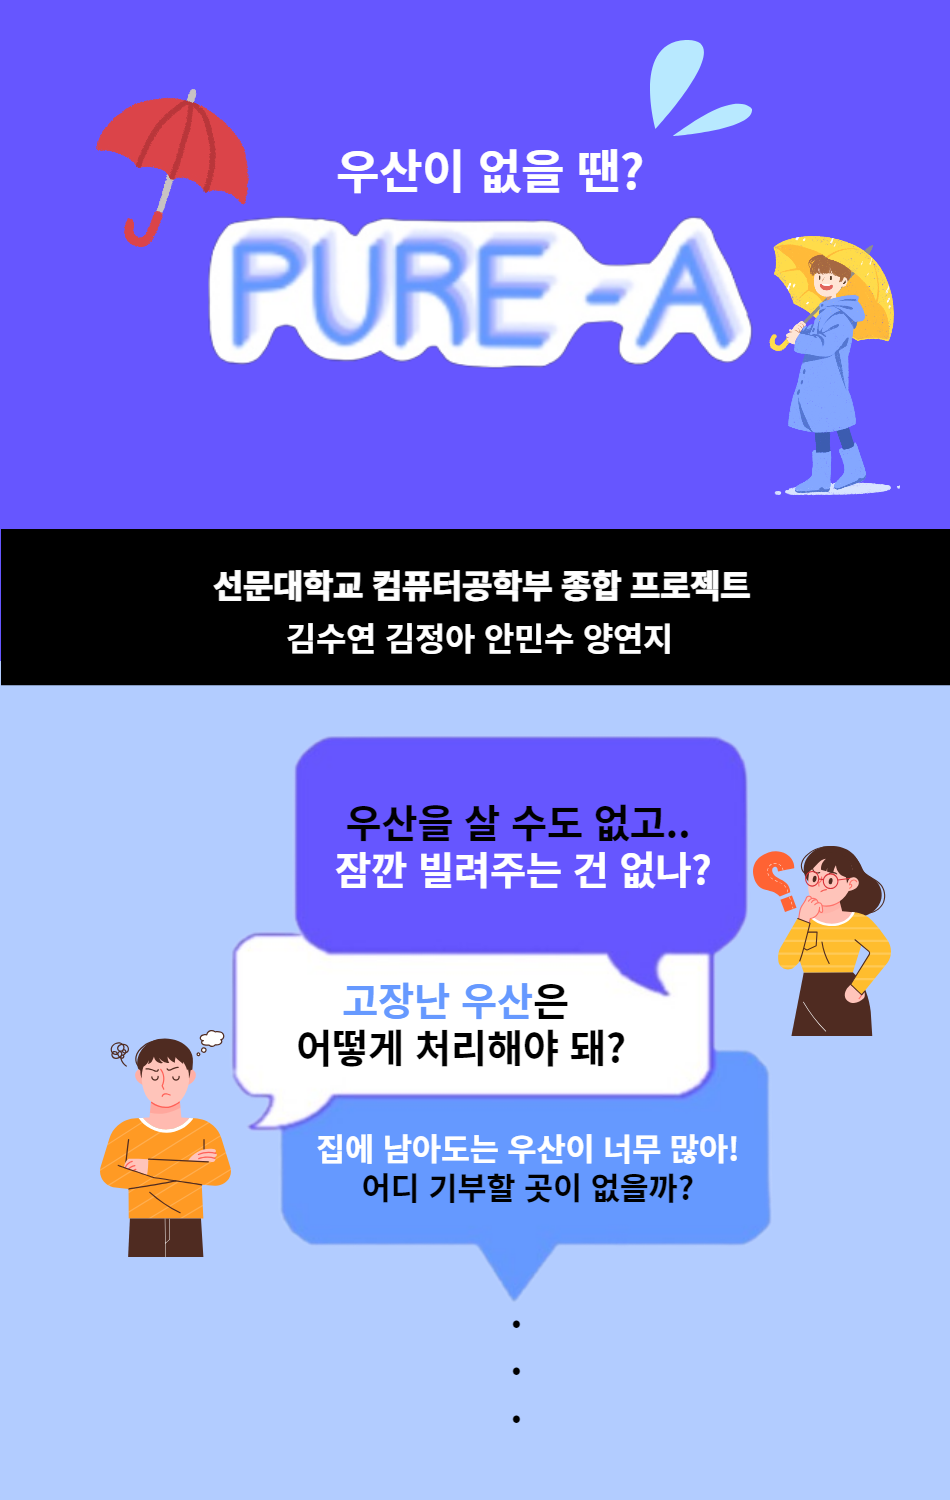 우산이 없을 땐?
PURE-A
선문대학교 컴퓨터공학부 종합 프로젝트
김수연 김정아 안민수 양연지
우산을 살 수도 없고..
잠깐 빌려주는 건 없나?
고장난 우산은
어떻게 처리해야 돼?
집에 남아도는 우산이 너무 많아!
어디 기부할 곳이 없을까?